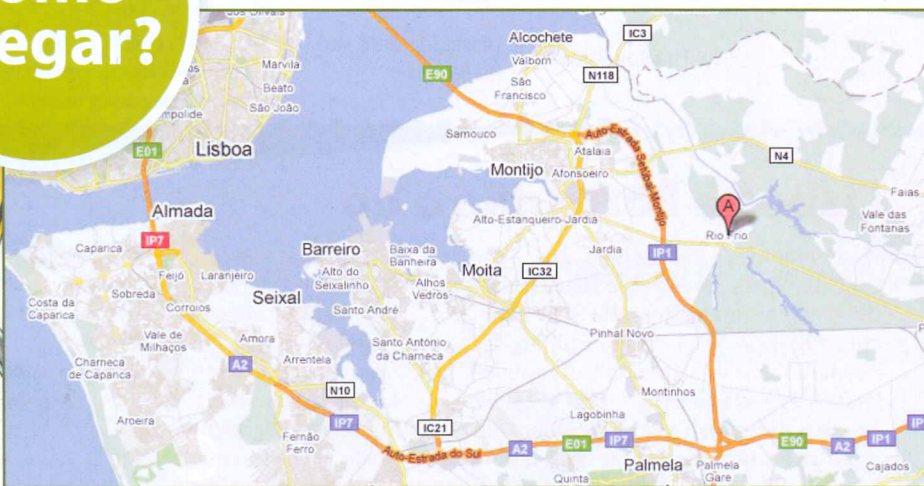 egar?
Jos Olivais
Marvila
Beato
São João
mpolide
E01
Lisboa
E90
Alcochete
Valborn
São
Francisco
Samouco
IC3
N118
Auto-Estrada Setúbal-Montijo
Atalaia
Montijo
Afonsoeiro
N4
Faias
Vale das
Fontanas
A
Rio Frio
Almada
IP7
Caparica
Feijó
Laranjeiro
Sobreda
Corroios
Costa da
Caparica
Vale de
Milhaços
Charneca
de Caparica
Aroeira
Seixal
Amora
Arrentela
A2
N10
IP7
Fernão
Ferro
Barreiro
Alto do
Seixalinho
Santo André
Baixa da
Banheira
Alhos
Vedros
Moita
Santo António
da Charneca
Alto-Estanqueiro-Jardia
IC32
Jardia
IP1
Pinhal Novo
Montinhos
Lagobinha
IC21
Auto-Estrada do Sul
A2
E01
IP7
Palmela
Palmela
Gare
Quinta
E90
A2
IP1
IP
Cajados